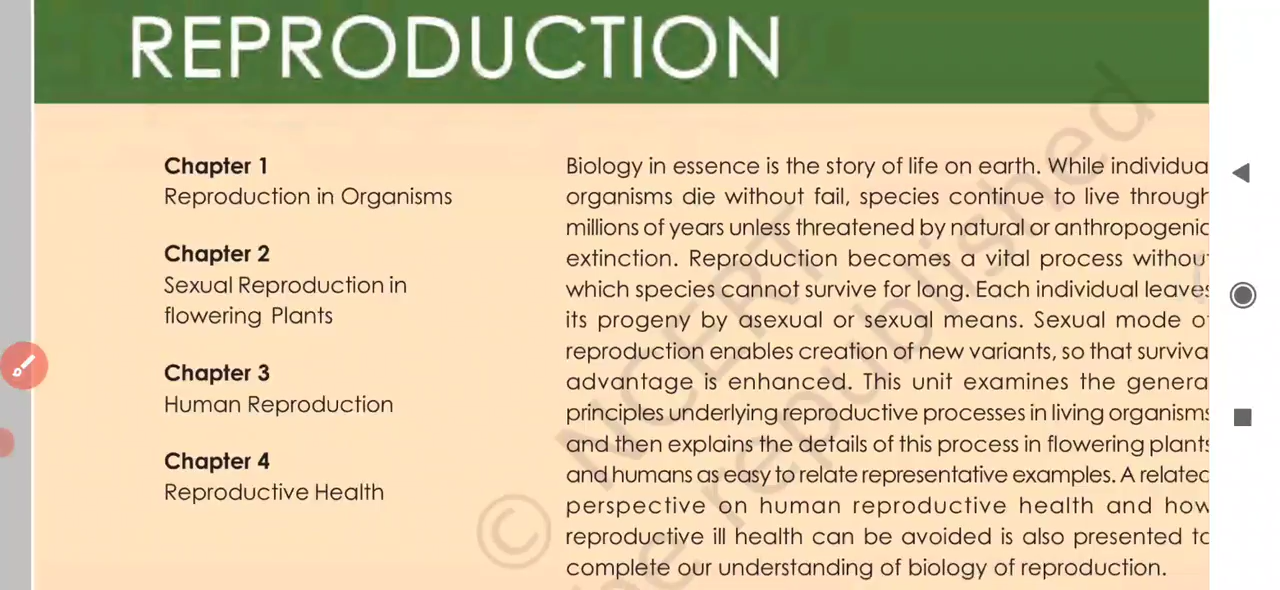 REPRODUCTION
Chapter 1
Reproduction in Organisms
Chapter 2
Sexual Reproduction in
flowering Plants
Chapter 3
Human Reproduction
Chapter 4
Reproductive Health
Biology in essence is the story of life on earth. While individua
organisms die without fail, species continue to live through
millions of years unless threatened by natural or anthropogenic
extinction. Reproduction becomes a vital process without
which species cannot survive for long. Each individual leaves
its progeny by asexual or sexual means. Sexual mode of
reproduction enables creation of new variants, so that surviva
advantage is enhanced. This unit examines the genera
principles underlying reproductive processes in living organisms
and then explains the details of this process in flowering plants
and humans as easy to relate representative examples. A related
perspective on human reproductive health and how
reproductive ill health can be avoided is also presented to
complete our understanding of biology of reproduction.
© NCERT
be republished